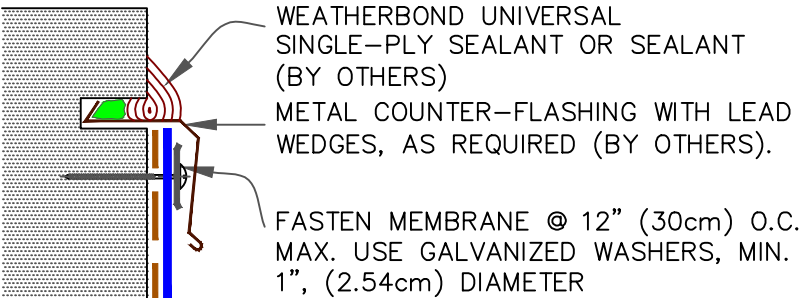 WEATHERBOND UNIVERSAL
SINGLE-PLY SEALANT OR SEALANT
(BY OTHERS)
METAL COUNTER-FLASHING WITH LEAD
WEDGES, AS REQUIRED (BY OTHERS).
FASTEN MEMBRANE @ 12" (30cm) O.C.
MAX. USE GALVANIZED WASHERS, MIN.
1", (2.54cm) DIAMETER